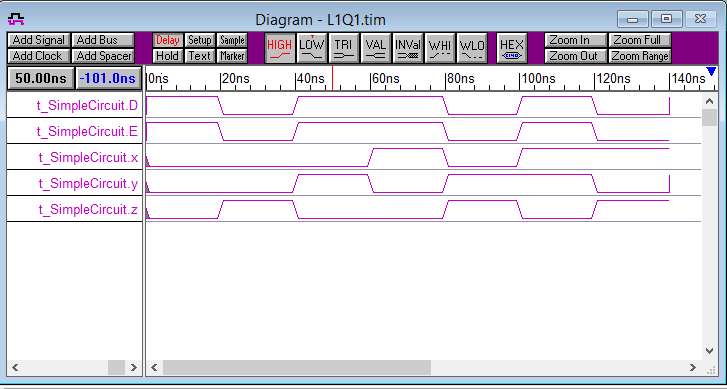 Diagram - L1Q1.tim
Add Signal Add Bus Delay Setup Sample HIGH LOW TRI VAL INVal WHI WLO HEX Zoom In Zoom Full
Add Clock Add Spacer Hold Text Marker Zoom Out Zoom Range
50.00ns -101.0ns 0ns 20ns 40ns 60ns 80ns 100ns 120ns 140ns
t_SimpleCircuit.D
t_SimpleCircuit.E
t_SimpleCircuit.x
t_SimpleCircuit.y
t_SimpleCircuit.z